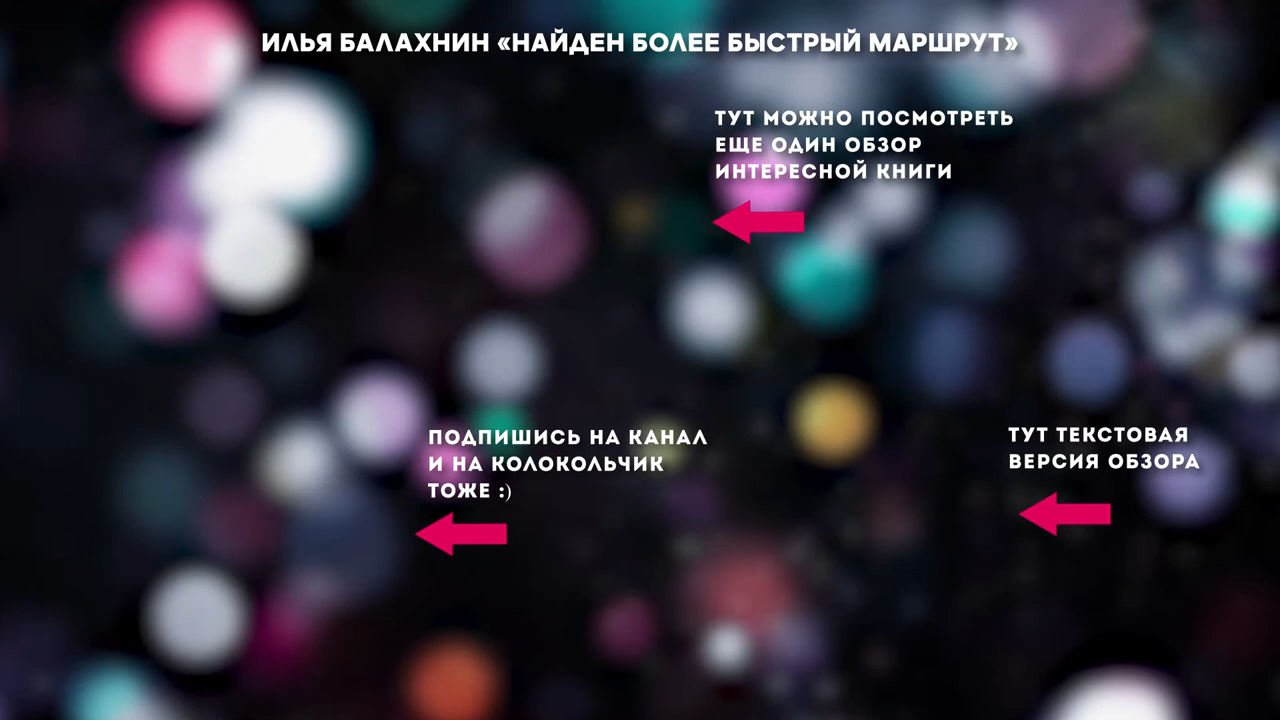 ИЛЬЯ БАЛАХНИН «НАЙДЕН БОЛЕЕ БЫСТРЫЙ МАРШРУТ»
ТУТ МОЖНО ПОСМОТРЕТЬ
ЕЩЕ ОДИН ОБЗОР
ИНТЕРЕСНОЙ КНИГИ
ПОДПИШИСЬ НА КАНАЛ
И НА КОЛОКОЛЬЧИК
ТОЖЕ :)
ТУТ ТЕКСТОВАЯ
ВЕРСИЯ ОБЗОРА